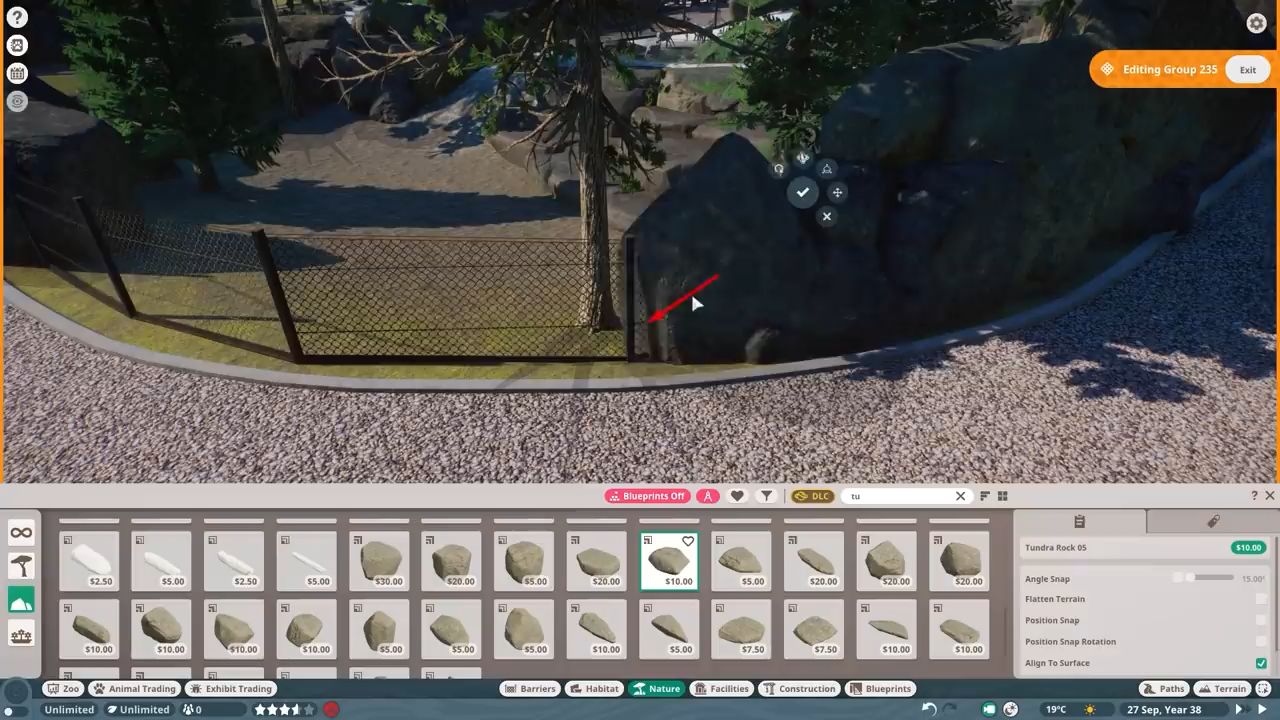 ?
Editing Group 235
Exit
Blueprints Off
DLC
tu
? ×
$2.50 $5.00 $2.50 $5.00 $30.00 $20.00 $5.00 $20.00 $10.00 $5.00 $20.00 $20.00 $20.00
$10.00 $10.00 $10.00 $10.00 $5.00 $5.00 $5.00 $10.00 $5.00 $7.50 $7.50 $10.00 $10.00
Tundra Rock 05 $10.00
Angle Snap 15.00°
Flatten Terrain
Position Snap
Position Snap Rotation
Align To Surface
Zoo Animal Trading Exhibit Trading Barriers Habitat Nature Facilities Construction Blueprints Paths Terrain
Unlimited Unlimited 0 19°C 27 Sep, Year 38